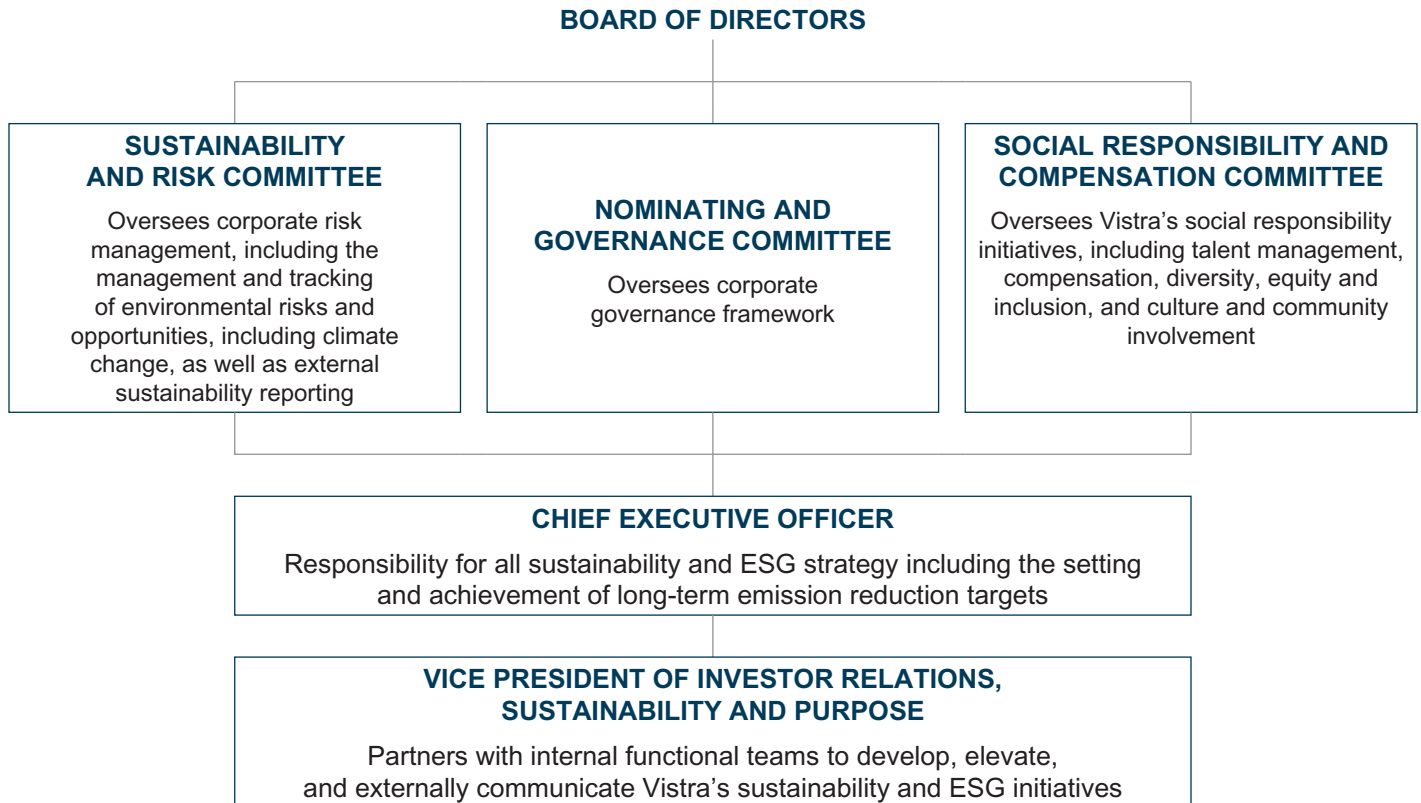 BOARD OF DIRECTORS
SUSTAINABILITY
AND RISK COMMITTEE
Oversees corporate risk
management, including the
management and tracking
of environmental risks and
opportunities, including climate
change, as well as external
sustainability reporting
NOMINATING AND
GOVERNANCE COMMITTEE
Oversees corporate
governance framework
SOCIAL RESPONSIBILITY AND
COMPENSATION COMMITTEE
Oversees Vistra’s social responsibility
initiatives, including talent management,
compensation, diversity, equity and
inclusion, and culture and community
involvement
CHIEF EXECUTIVE OFFICER
Responsibility for all sustainability and ESG strategy including the setting
and achievement of long-term emission reduction targets
VICE PRESIDENT OF INVESTOR RELATIONS,
SUSTAINABILITY AND PURPOSE
Partners with internal functional teams to develop, elevate,
and externally communicate Vistra’s sustainability and ESG initiatives